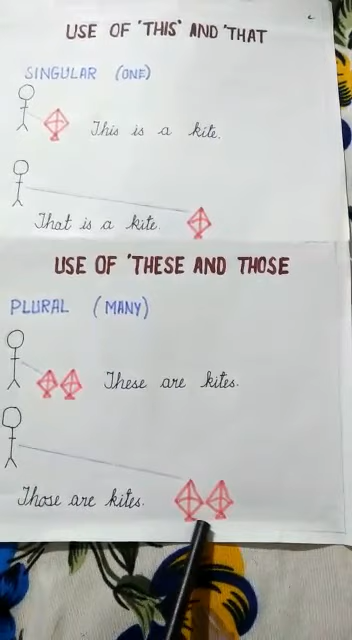 USE OF 'THIS' AND 'THAT
SINGULAR (ONE)
This is a kite.
That is a kite.
USE OF 'THESE AND THOSE
PLURAL (MANY)
These are kites.
Those are kites.